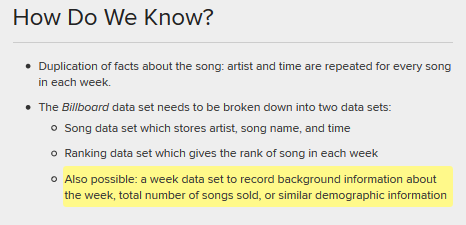 How Do We Know?
• Duplication of facts about the song: artist and time are repeated for every song
in each week.
• The Billboard data set needs to be broken down into two data sets:
Song data set which stores artist, song name, and time
Ranking data set which gives the rank of song in each week
Also possible: a week data set to record background information about
the week, total number of songs sold, or similar demographic information